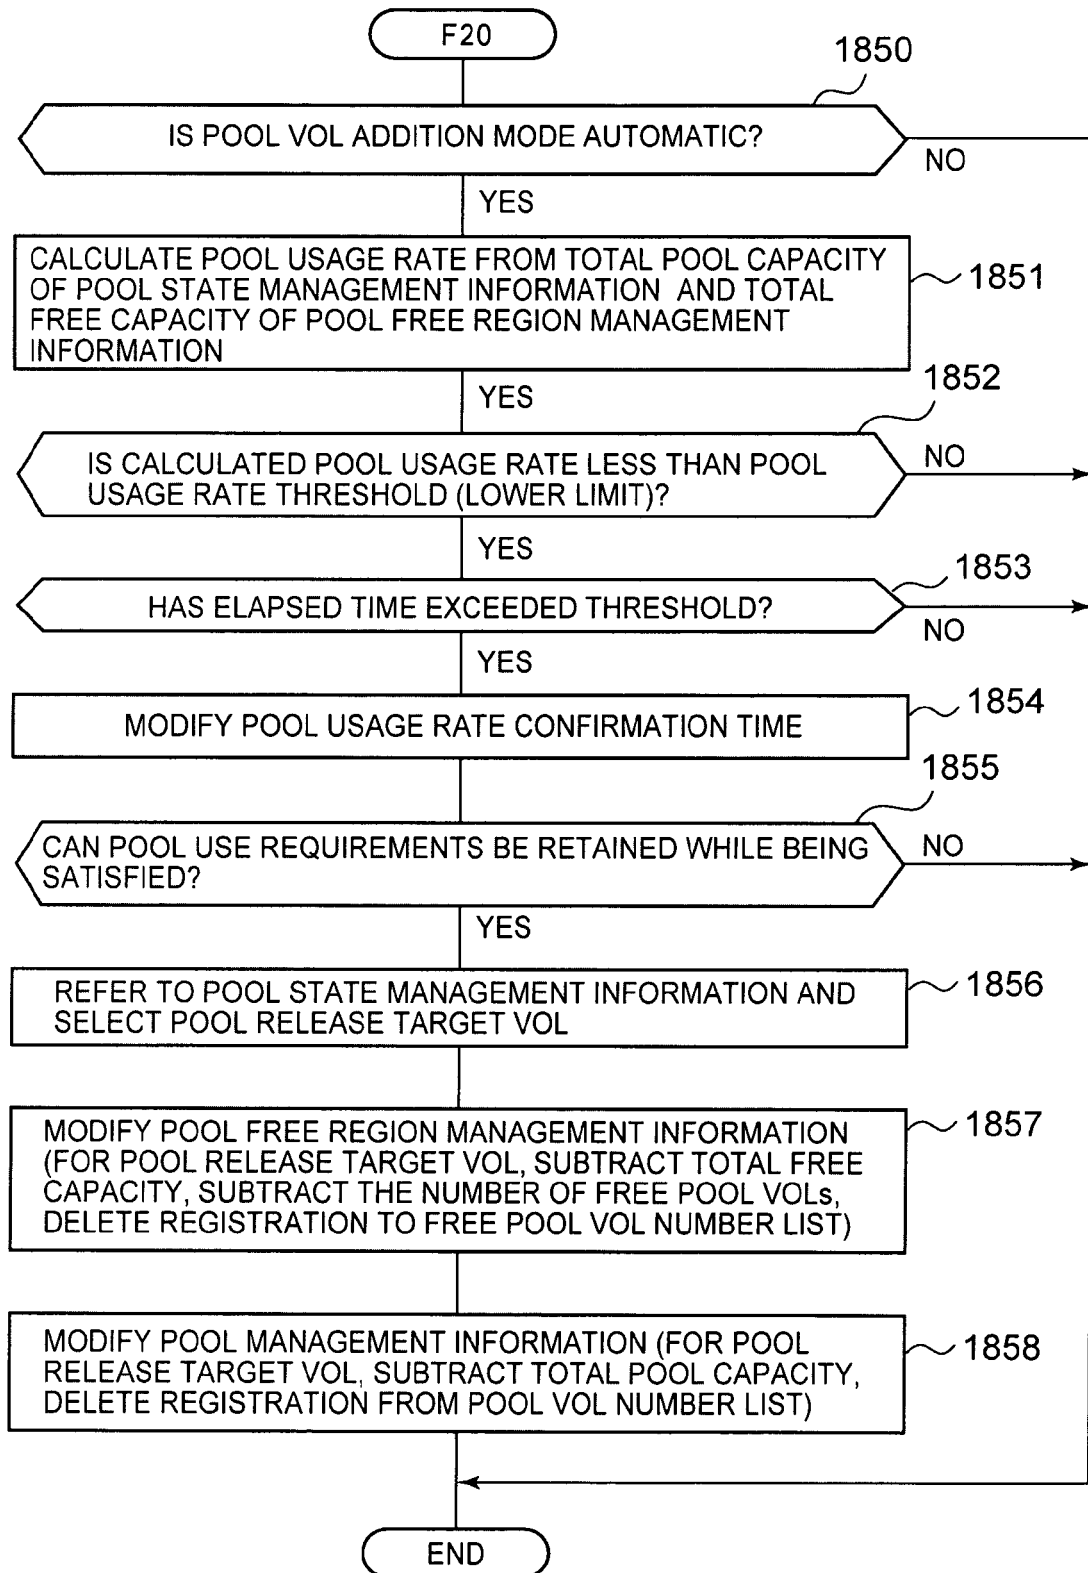 F20
1850
IS POOL VOL ADDITION MODE AUTOMATIC?
NO
YES
CALCULATE POOL USAGE RATE FROM TOTAL POOL CAPACITY
OF POOL STATE MANAGEMENT INFORMATION AND TOTAL
FREE CAPACITY OF POOL FREE REGION MANAGEMENT
INFORMATION
1851
YES
1852
IS CALCULATED POOL USAGE RATE LESS THAN POOL
USAGE RATE THRESHOLD (LOWER LIMIT)?
NO
YES
1853
HAS ELAPSED TIME EXCEEDED THRESHOLD?
NO
YES
MODIFY POOL USAGE RATE CONFIRMATION TIME
1854
1855
CAN POOL USE REQUIREMENTS BE RETAINED WHILE BEING
SATISFIED?
NO
YES
REFER TO POOL STATE MANAGEMENT INFORMATION AND
SELECT POOL RELEASE TARGET VOL
1856
MODIFY POOL FREE REGION MANAGEMENT INFORMATION
(FOR POOL RELEASE TARGET VOL, SUBTRACT TOTAL FREE
CAPACITY, SUBTRACT THE NUMBER OF FREE POOL VOLs,
DELETE REGISTRATION TO FREE POOL VOL NUMBER LIST)
1857
MODIFY POOL MANAGEMENT INFORMATION (FOR POOL
RELEASE TARGET VOL, SUBTRACT TOTAL POOL CAPACITY,
DELETE REGISTRATION FROM POOL VOL NUMBER LIST)
1858
END